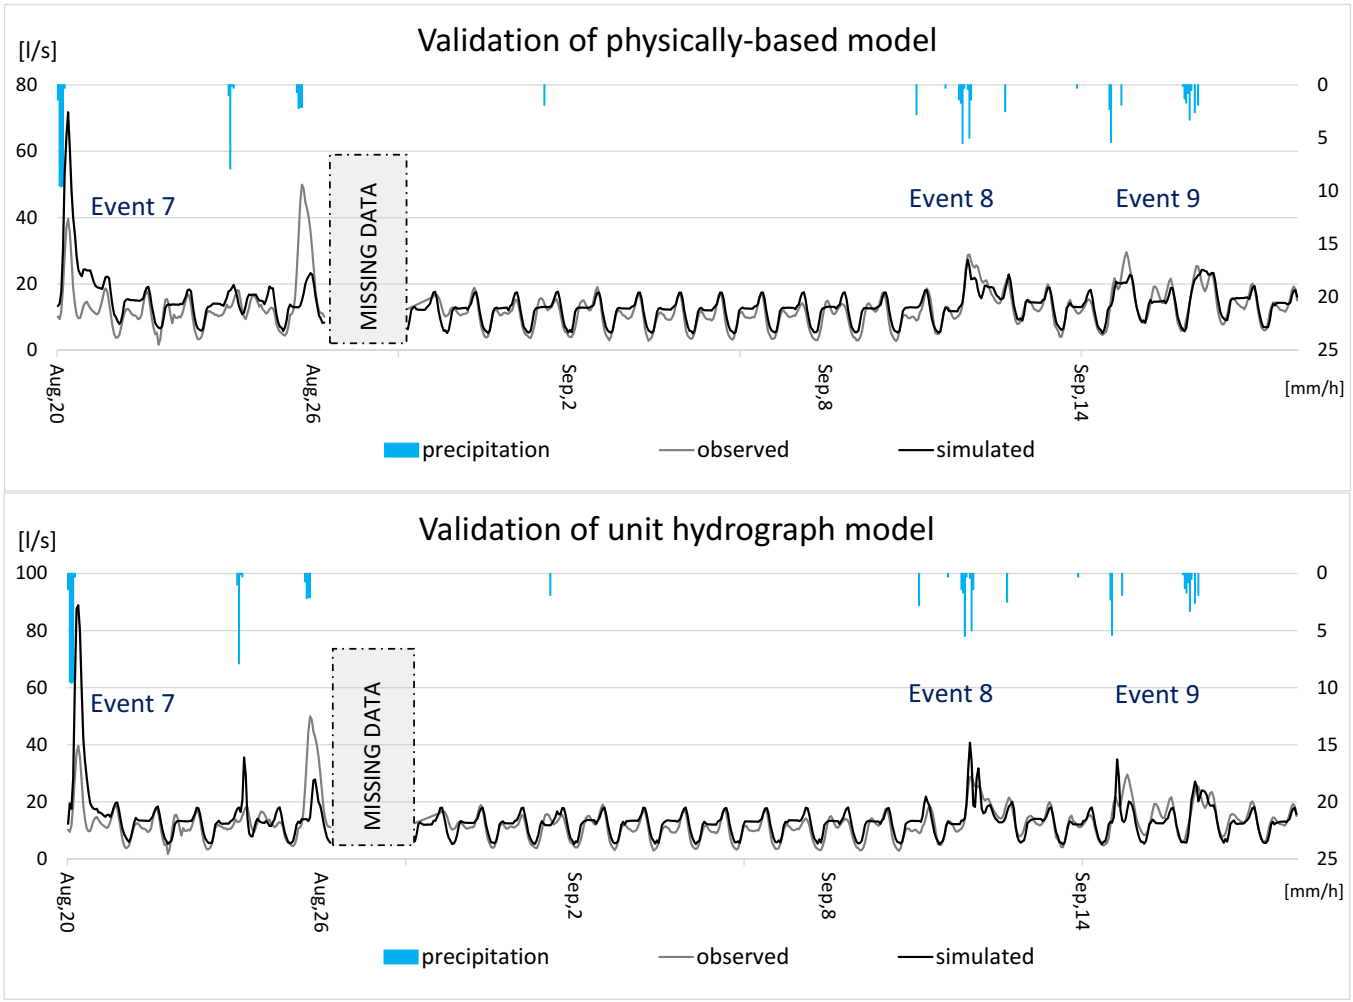 Validation of physically-based model
[l/s]
80 0
60 5
Event 7 Event 8 Event 9
10
40
15
20 20
0 25
MISSING DATA
Aug,20 Aug,26 Sep,2 Sep,8 Sep,14
[mm/h]
precipitation observed simulated
Validation of unit hydrograph model
[l/s]
100 0
80 5
60 10
Event 7 Event 8 Event 9
40 15
20 20
0 25
MISSING DATA
Aug,20 Aug,26 Sep,2 Sep,8 Sep,14
[mm/h]
precipitation observed simulated